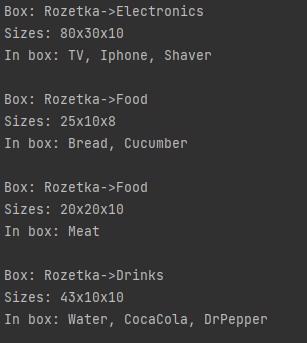 Box: Rozetka->Electronics
Sizes: 80x30x10
In box: TV, Iphone, Shaver
Box: Rozetka->Food
Sizes: 25x10x8
In box: Bread, Cucumber
Box: Rozetka->Food
Sizes: 20x20x10
In box: Meat
Box: Rozetka->Drinks
Sizes: 43x10x10
In box: Water, CocaCola, DrPepper